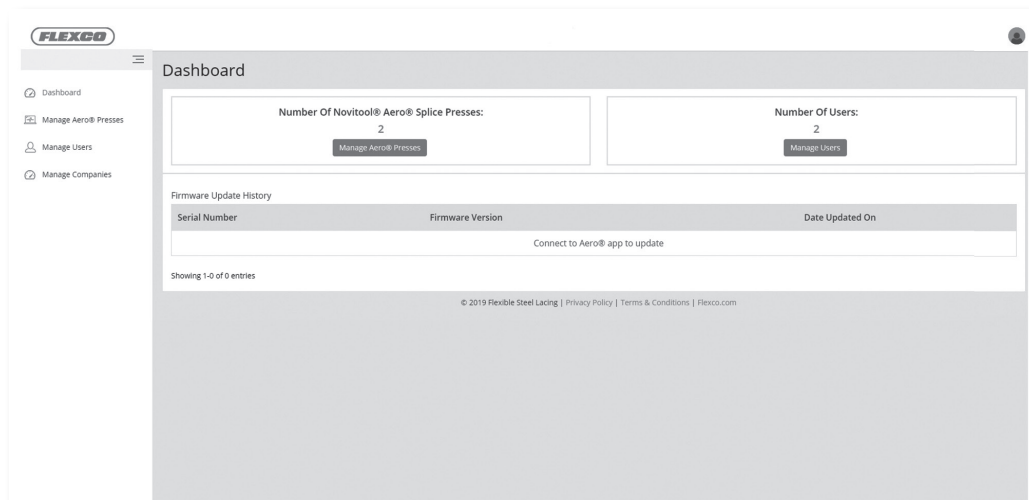 FLEXCO
Dashboard
Dashboard
Manage Aero® Presses
Manage Users
Manage Companies
Number Of Novitool® Aero® Splice Presses:
2
Manage Aero® Presses
Number Of Users:
2
Manage Users
Firmware Update History
Serial Number Firmware Version Date Updated On
Connect to Aero® app to update
Showing 1-0 of 0 entries
© 2019 Flexible Steel Lacing | Privacy Policy | Terms & Conditions | Flexco.com